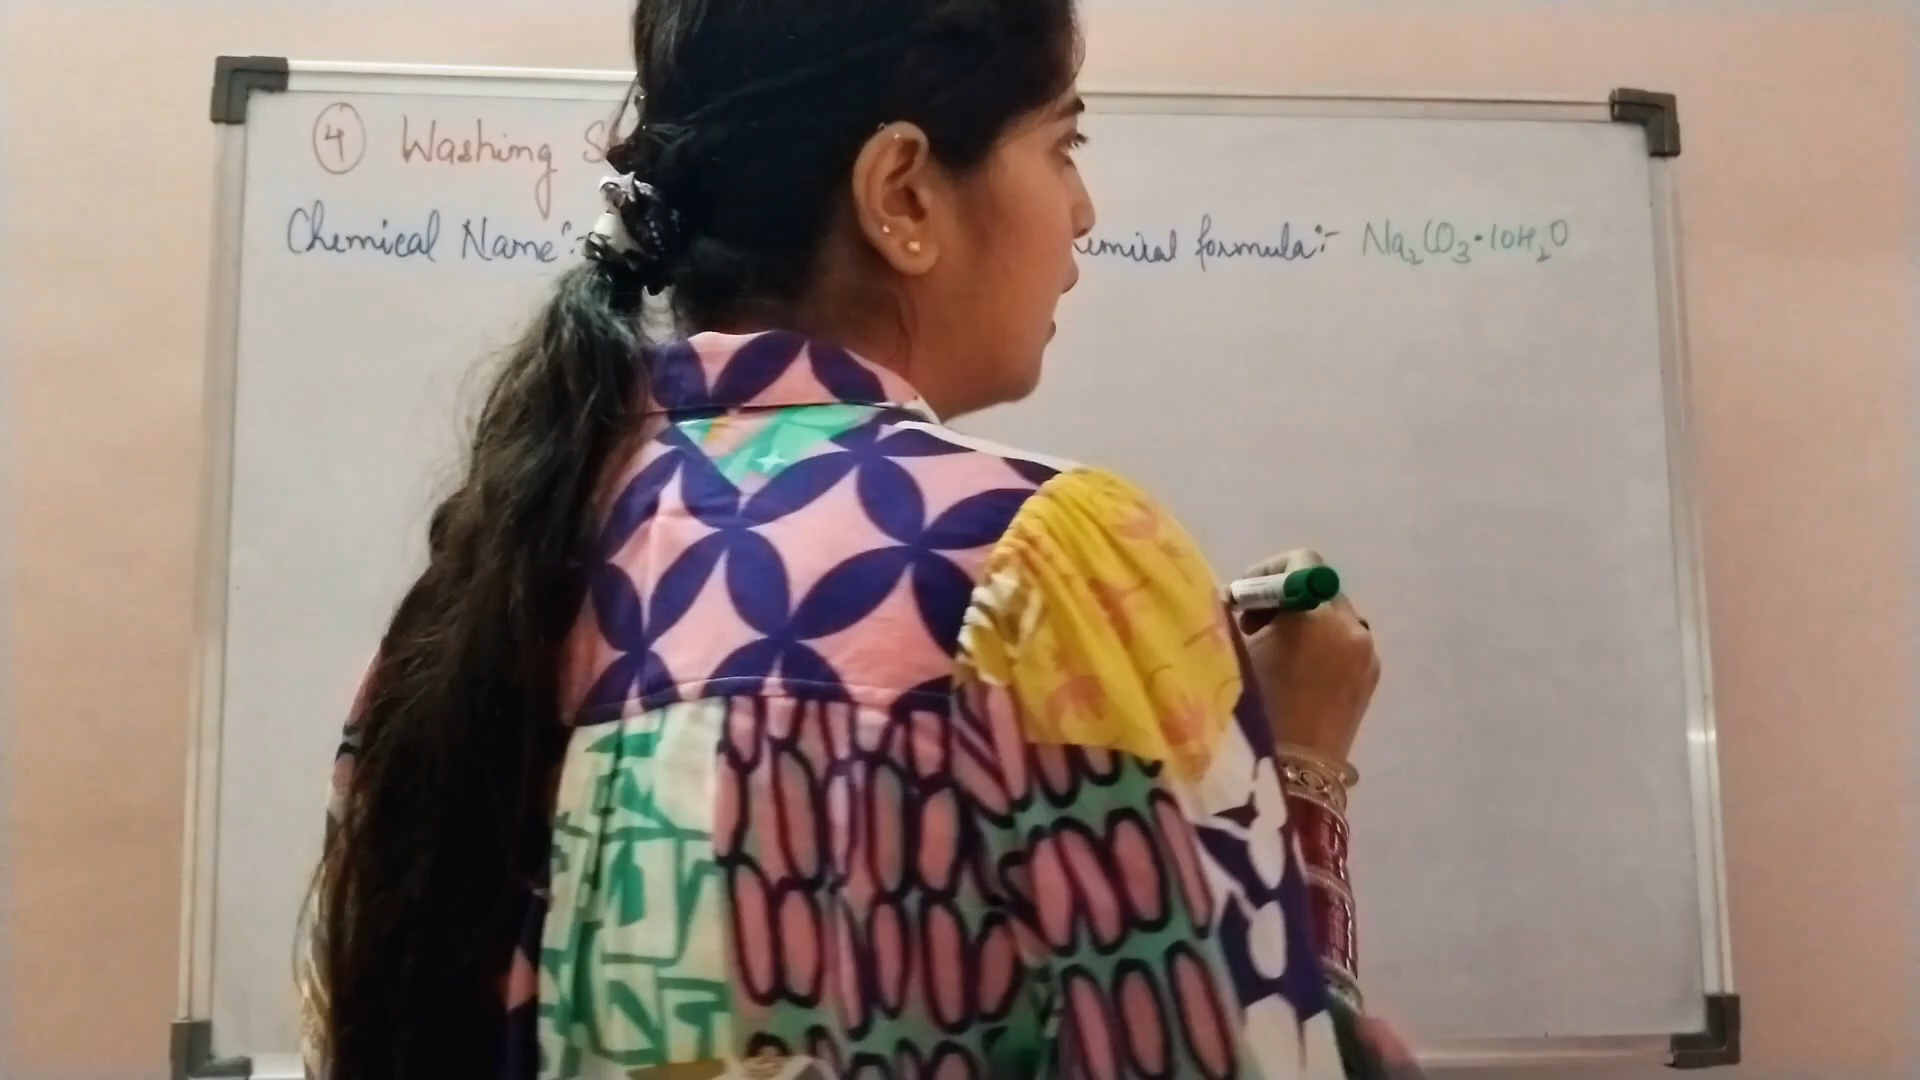 4 Washing
Chemical Name:- Chemical formula:- Na₂CO₃·10H₂O